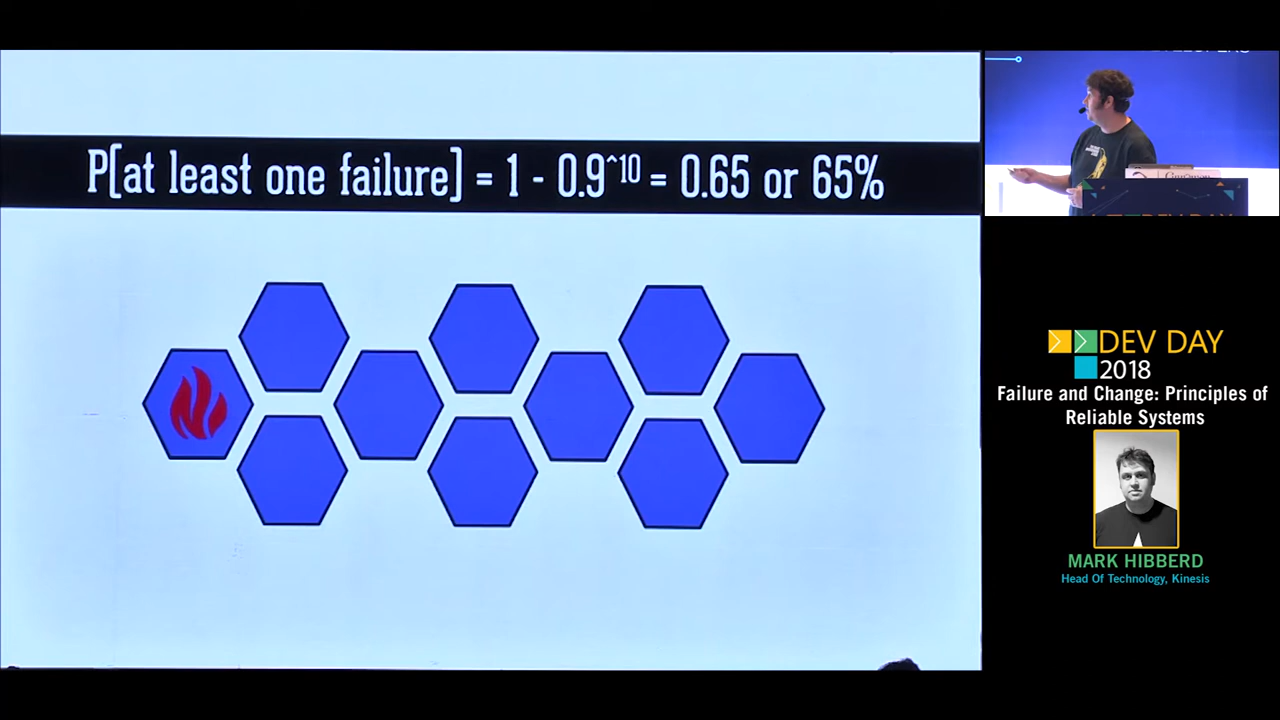 P[at least one failure] = 1 - 0.9^10 = 0.65 or 65%
DEV DAY
2018
Failure and Change: Principles of
Reliable Systems
MARK HIBBERD
Head Of Technology, Kinesis